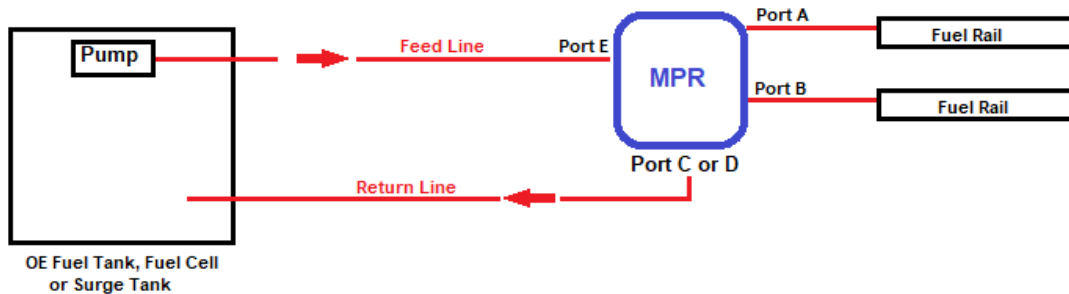 Pump
Feed Line
Port E
MPR
Port A
Fuel Rail
Port B
Fuel Rail
Port C or D
Return Line
OE Fuel Tank, Fuel Cell
or Surge Tank